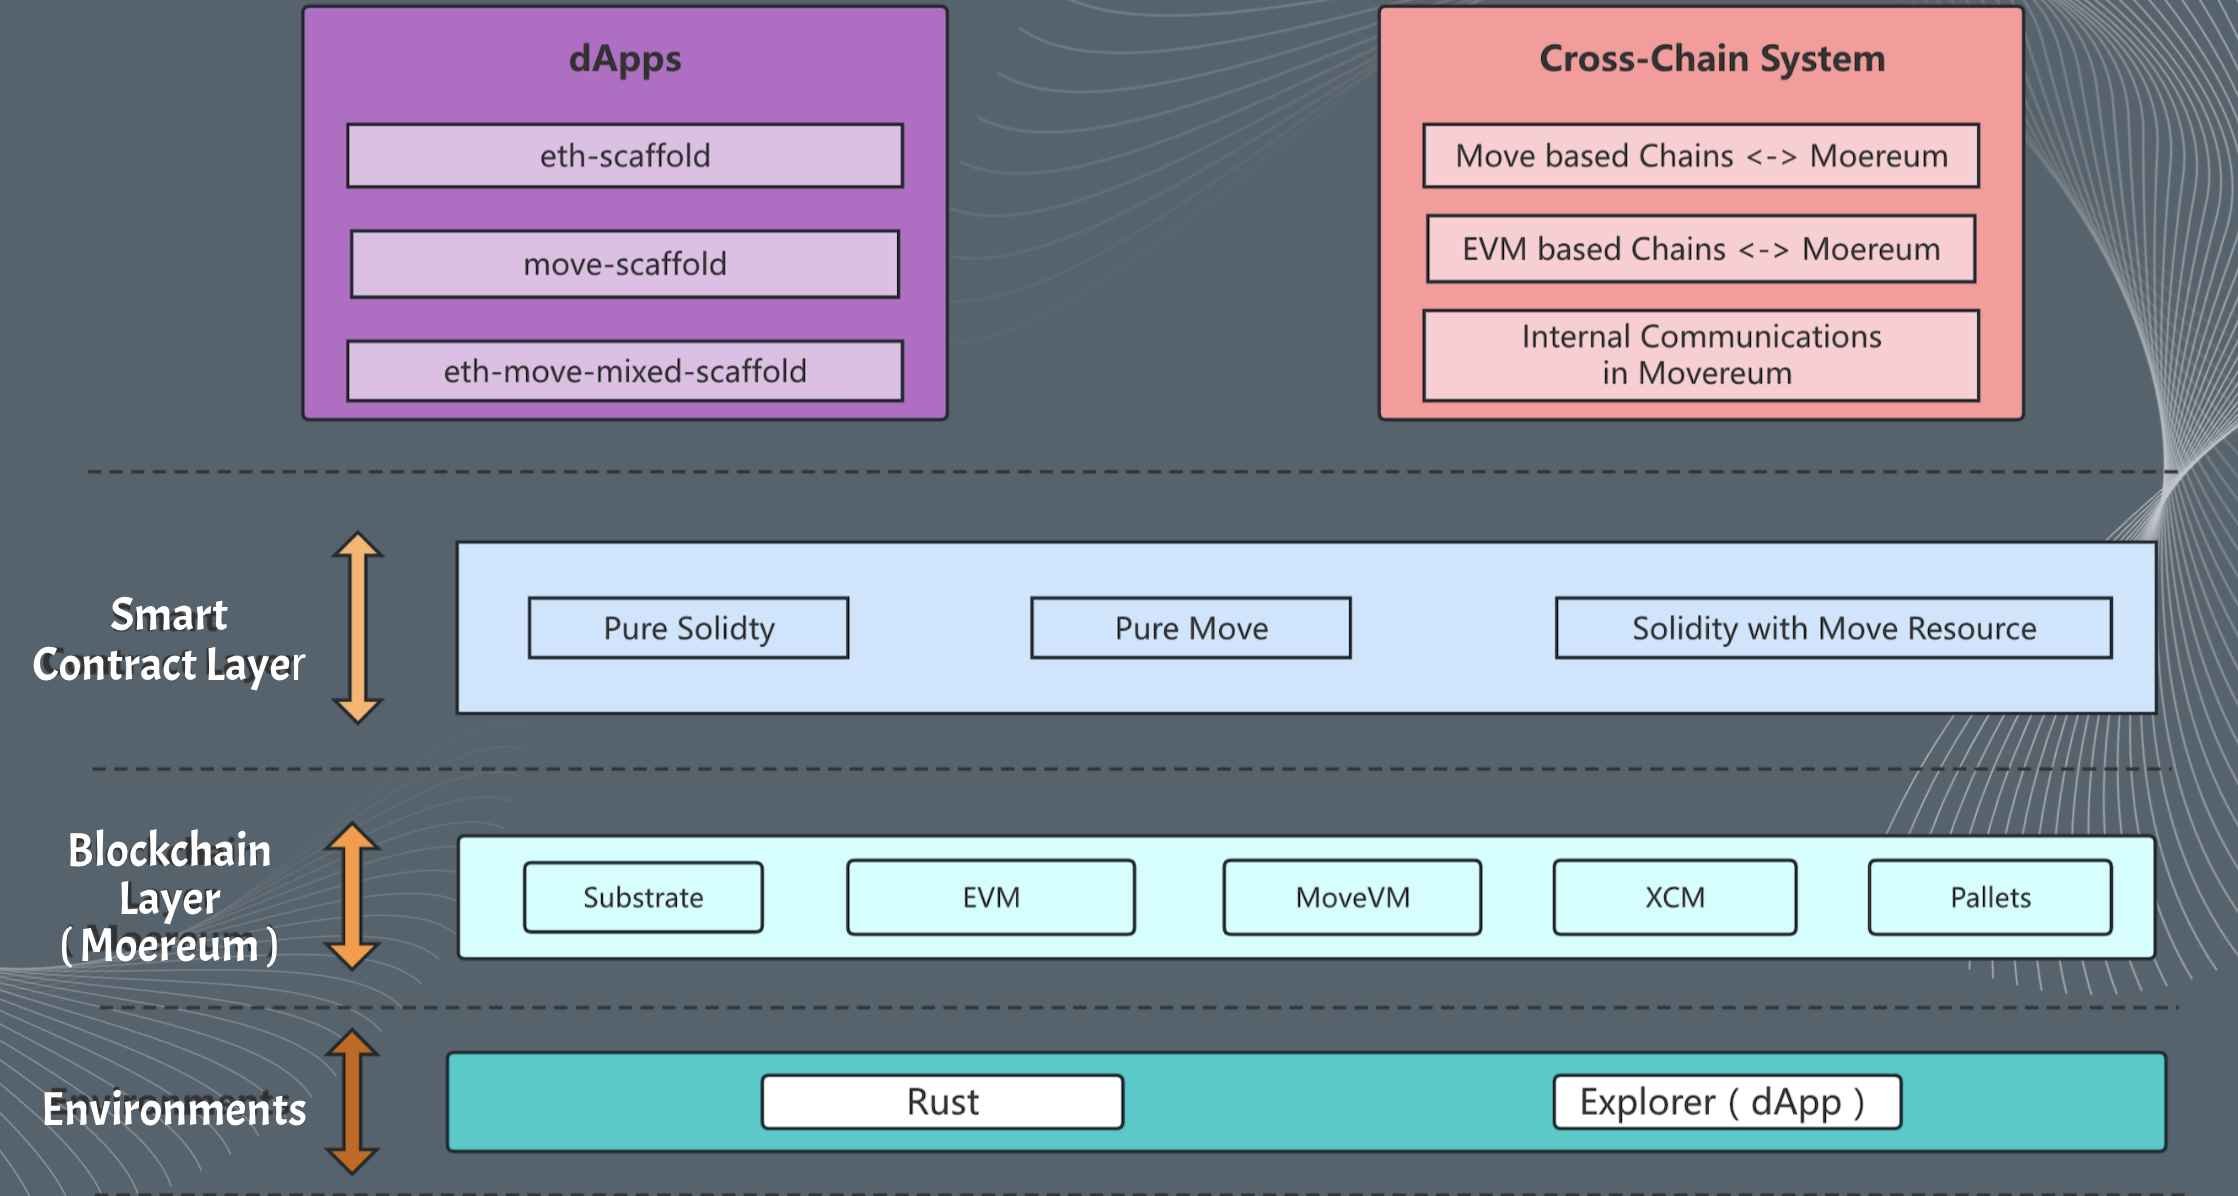 dApps
eth-scaffold
move-scaffold
eth-move-mixed-scaffold
Cross-Chain System
Move based Chains <-> Moereum
EVM based Chains <-> Moereum
Internal Communications
in Movereum
Smart
Contract Layer
Pure Solidty
Pure Move
Solidity with Move Resource
Blockchain
Layer
( Moereum )
Substrate
EVM
MoveVM
XCM
Pallets
Environments
Rust
Explorer ( dApp )